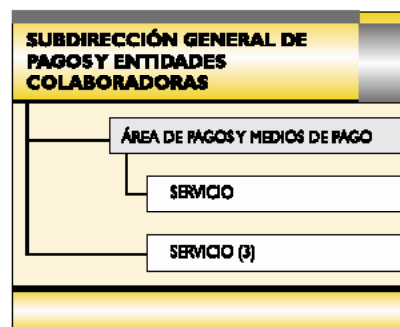 SUBDIRECCIÓN GENERAL DE
PAGOS Y ENTIDADES
COLABORADORAS
ÁREA DE PAGOS Y MEDIOS DE PAGO
SERVICIO
SERVICIO (3)